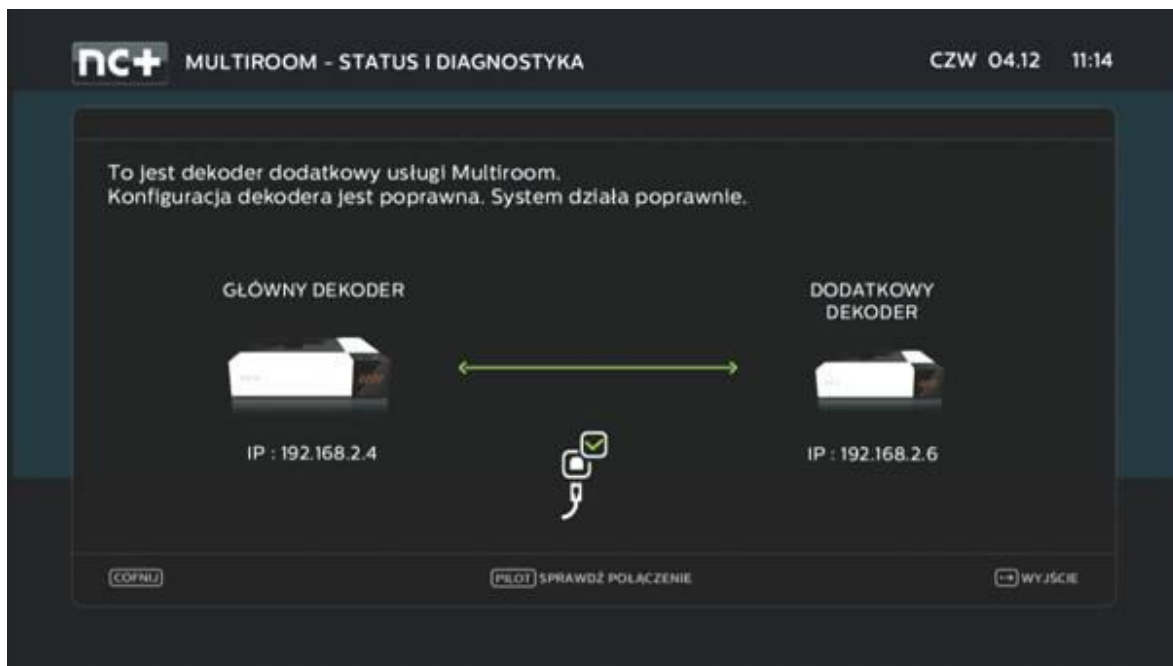 nc+ MULTIROOM - STATUS I DIAGNOSTYKA CZW 04.12 11:14
To jest dekoder dodatkowy usługi Multiroom.
Konfiguracja dekodera jest poprawna. System działa poprawnie.
GŁÓWNY DEKODER
DODATKOWY
DEKODER
IP : 192.168.2.4
IP : 192.168.2.6
COFNIJ
PILOT SPRAWDŹ POŁĄCZENIE
WYJŚCIE